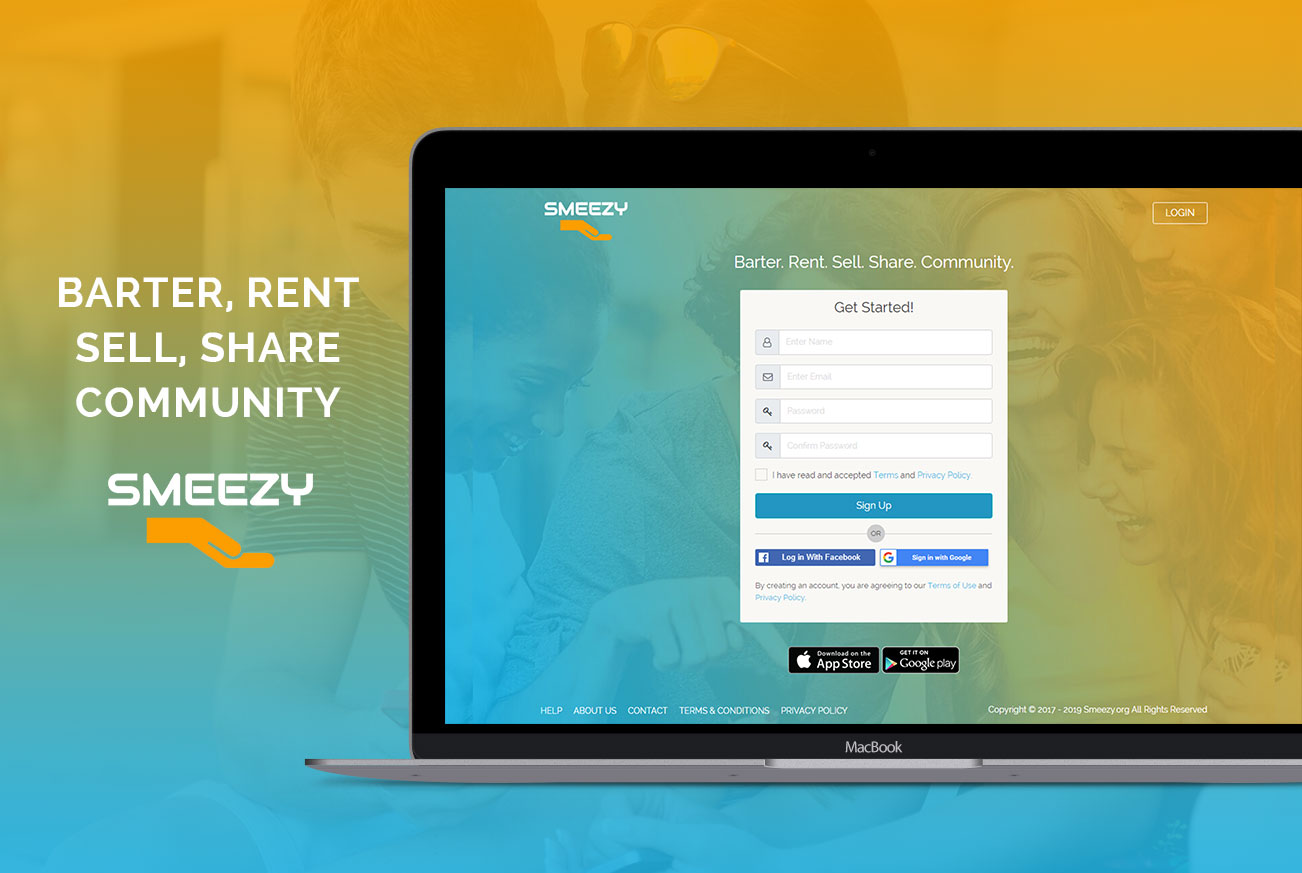 BARTER, RENT
SELL, SHARE
COMMUNITY
SMEEZY
SMEEZY
LOGIN
Barter. Rent. Sell. Share. Community.
Get Started!
Enter Name
Enter Email
Password
Confirm Password
I have read and accepted Terms and Privacy Policy.
Sign Up
OR
Log in With Facebook
Sign in with Google
By creating an account, you are agreeing to our Terms of Use and
Privacy Policy.
Download on the
App Store
GET IT ON
Google play
HELP ABOUT US CONTACT TERMS & CONDITIONS PRIVACY POLICY
Copyright © 2017 - 2019 Smeezy.org All Rights Reserved
MacBook